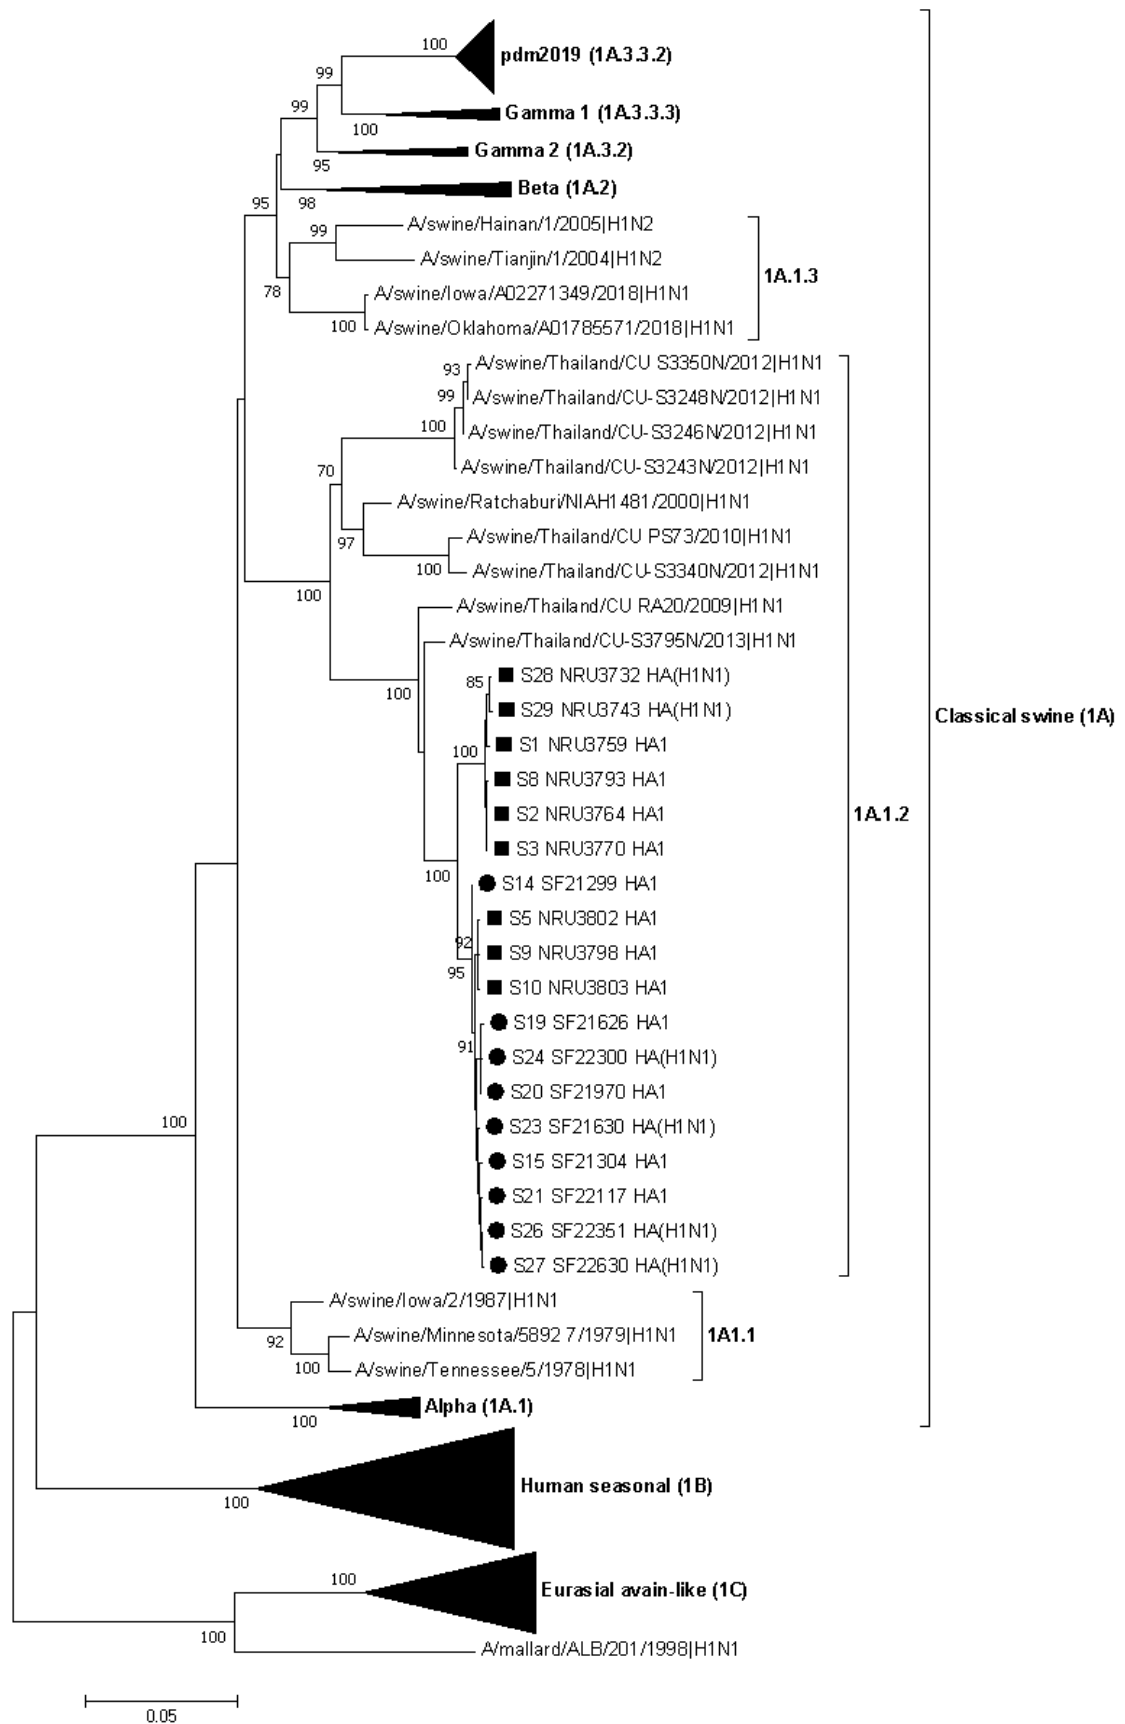 100
pdm2019 (1A.3.3.2)
99
99
Gamma 1 (1A.3.3.3)
100
Gamma 2 (1A.3.2)
95
Beta (1A.2)
98
95
A/swine/Hainan/1/2005|H1N2
99
A/swine/Tianjin/1/2004|H1N2
1A.1.3
78
A/swine/Iowa/A02271349/2018|H1N1
100
A/swine/Oklahoma/A01785571/2018|H1N1
93
A/swine/Thailand/CU S3350N/2012|H1N1
99
A/swine/Thailand/CU-S3248N/2012|H1N1
100
A/swine/Thailand/CU-S3246N/2012|H1N1
A/swine/Thailand/CU-S3243N/2012|H1N1
70
A/swine/Ratchaburi/NIAH1481/2000|H1N1
97
A/swine/Thailand/CU PS73/2010|H1N1
100
A/swine/Thailand/CU-S3340N/2012|H1N1
100
A/swine/Thailand/CU RA20/2009|H1N1
A/swine/Thailand/CU-S3795N/2013|H1N1
100
85
S28 NRU3732 HA(H1N1)
S29 NRU3743 HA(H1N1)
Classical swine (1A)
100
S1 NRU3759 HA1
S8 NRU3793 HA1
S2 NRU3764 HA1
1A.1.2
S3 NRU3770 HA1
100
S14 SF21299 HA1
S5 NRU3802 HA1
92
S9 NRU3798 HA1
95
S10 NRU3803 HA1
S19 SF21626 HA1
91
S24 SF22300 HA(H1N1)
S20 SF21970 HA1
S23 SF21630 HA(H1N1)
100
S15 SF21304 HA1
S21 SF22117 HA1
S26 SF22351 HA(H1N1)
S27 SF22630 HA(H1N1)
A/swine/Iowa/2/1987|H1N1
92
A/swine/Minnesota/5892 7/1979|H1N1
1A1.1
100
A/swine/Tennessee/5/1978|H1N1
Alpha (1A.1)
100
Human seasonal (1B)
100
100
Eurasial avain-like (1C)
100
A/mallard/ALB/201/1998|H1N1
0.05